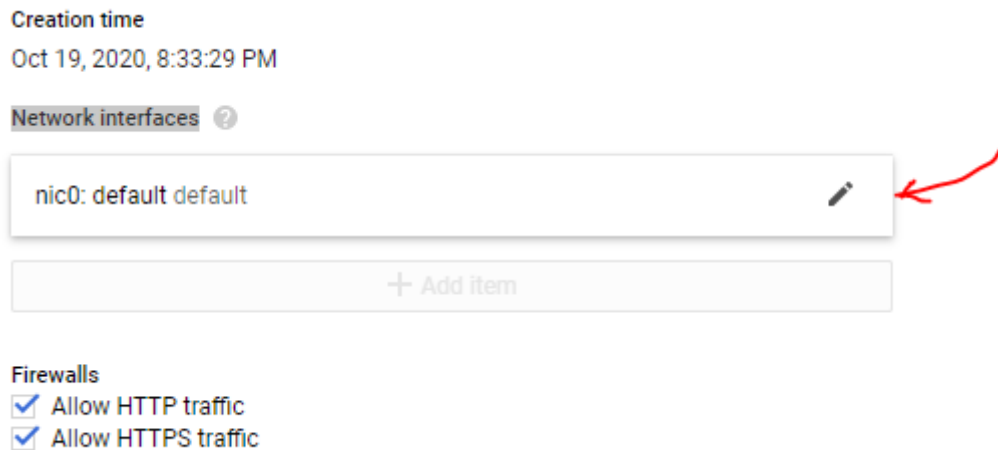 Creation time
Oct 19, 2020, 8:33:29 PM
Network interfaces ?
nic0: default default
+ Add item
Firewalls
Allow HTTP traffic
Allow HTTPS traffic